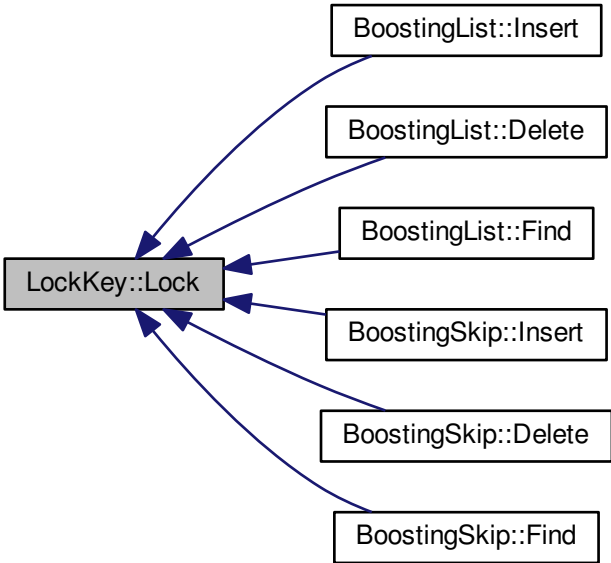 BoostingList::Insert
BoostingList::Delete
BoostingList::Find
LockKey::Lock
BoostingSkip::Insert
BoostingSkip::Delete
BoostingSkip::Find